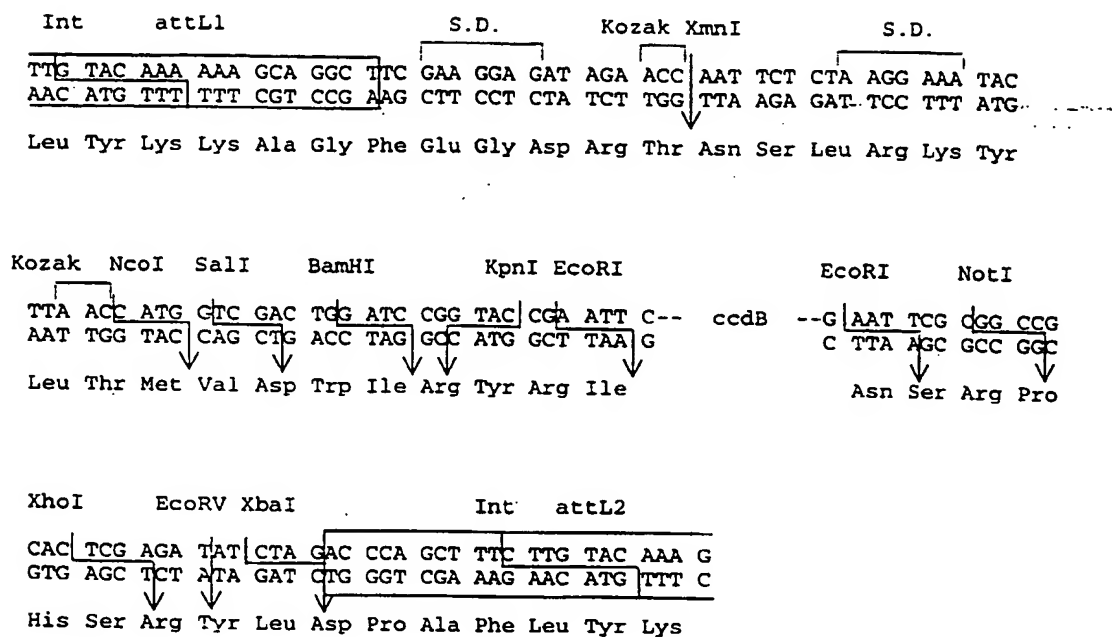 Int attL1 S.D. Kozak XmnI S.D.
TTG TAC AAA AAA GCA GGC TTC GAA GGA GAT AGA ACC AAT TCT CTA AGG AAA TAC
AAC ATG TTT TTT CGT CCG AAG CTT CCT CTA TCT TGG TTA AGA GAT TCC TTT ATG
Leu Tyr Lys Lys Ala Gly Phe Glu Gly Asp Arg Thr Asn Ser Leu Arg Lys Tyr
Kozak NcoI SalI BamHI KpnI EcoRI EcoRI NotI
TTA ACC ATG GTC GAC TGG ATC CGG TAC CGA ATT C-- ccdB --G AAT TCG CGG CCG
AAT TGG TAC CAG CTG ACC TAG GCC ATG GCT TAA G C TTA AGC GCC GGC
Leu Thr Met Val Asp Trp Ile Arg Tyr Arg Ile Asn Ser Arg Pro
XhoI EcoRV XbaI Int attL2
CAC TCG AGA TAT CTA GAC CCA GCT TTC TTG TAC AAA G
GTG AGC TCT ATA GAT CTG GGT CGA AAG AAC ATG TTT C
His Ser Arg Tyr Leu Asp Pro Ala Phe Leu Tyr Lys